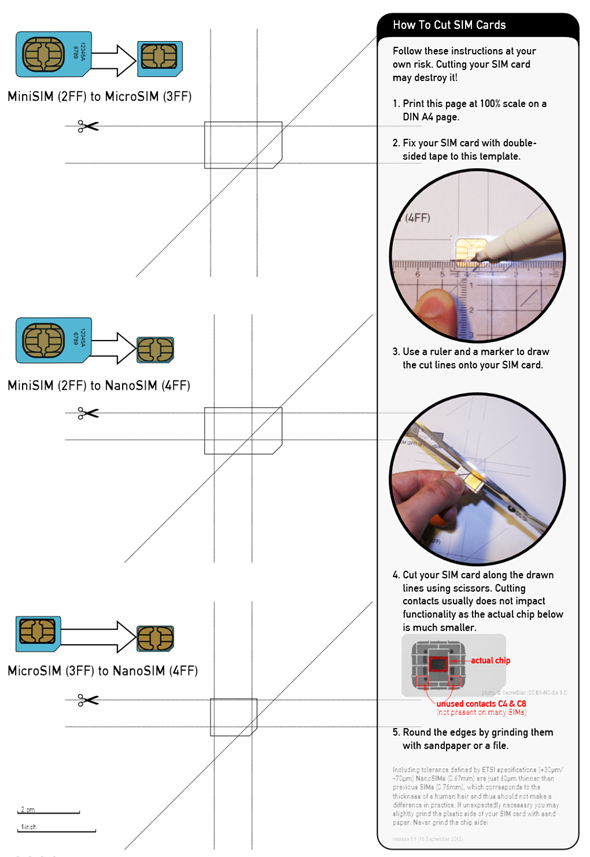 12345A
6789
MiniSIM (2FF) to MicroSIM (3FF)
12345A
6789
MiniSIM (2FF) to NanoSIM (4FF)
MicroSIM (3FF) to NanoSIM (4FF)
2 cm
1 inch
How To Cut SIM Cards
Follow these instructions at your
own risk. Cutting your SIM card
may destroy it!
1. Print this page at 100% scale on a
DIN A4 page.
2. Fix your SIM card with double-
sided tape to this template.
(4FF)
6 5 4 3 2 1
1
2
3. Use a ruler and a marker to draw
the cut lines onto your SIM card.
4. Cut your SIM card along the drawn
lines using scissors. Cutting
contacts usually does not impact
functionality as the actual chip below
is much smaller.
actual chip
unused contacts C4 & C8
(not present on many SIMs)
5. Round the edges by grinding them
with sandpaper or a file.
Including tolerance defined by ETSI specifications (+30µm/
-70µm) NanoSIMs (0.67mm) are just 60µm thinner than
previous SIMs (0.76mm), which corresponds to the
thickness of a human hair and thus should not make a
difference in practice. If unexpectedly necessary you may
slightly grind the plastic side of your SIM card with sand
paper. Never grind the chip side!
September 2012